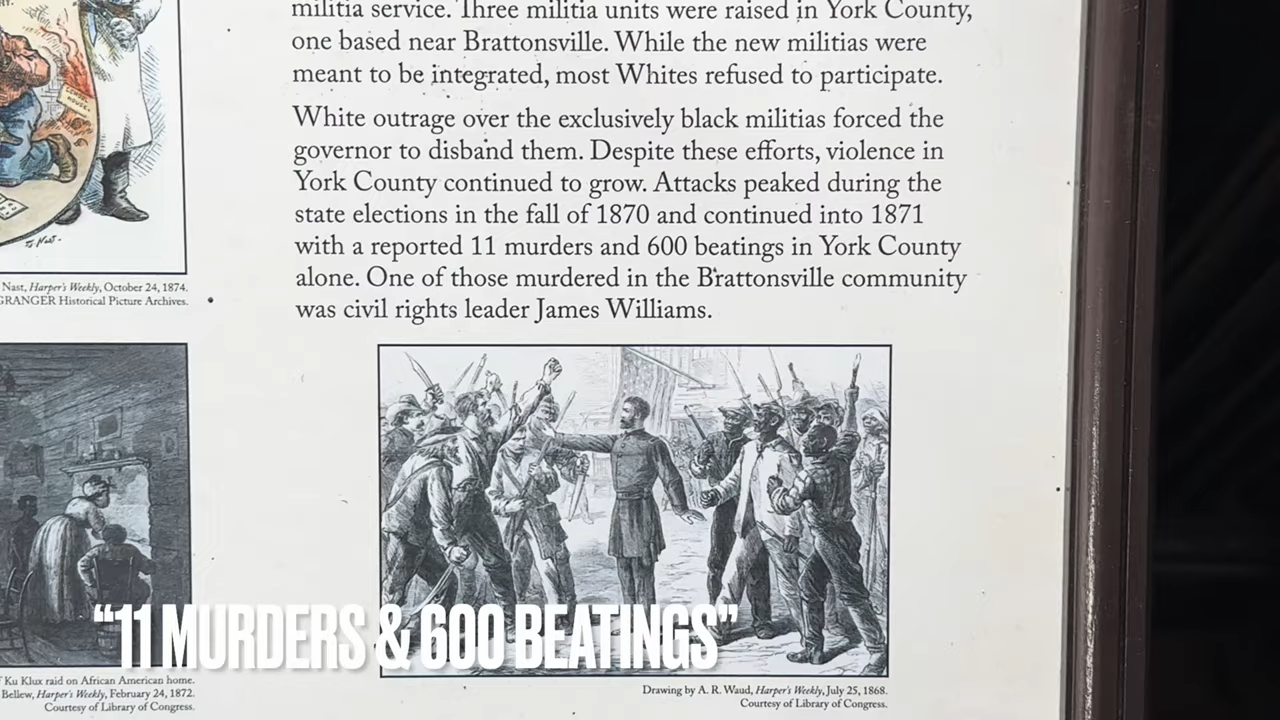 militia service. Three militia units were raised in York County,
one based near Brattonsville. While the new militias were
meant to be integrated, most Whites refused to participate.
White outrage over the exclusively black militias forced the
governor to disband them. Despite these efforts, violence in
York County continued to grow. Attacks peaked during the
state elections in the fall of 1870 and continued into 1871
with a reported 11 murders and 600 beatings in York County
alone. One of those murdered in the Brattonsville community
was civil rights leader James Williams.
Nast, Harper's Weekly, October 24, 1874.
GRANGER Historical Picture Archives.
"11 MURDERS & 600 BEATINGS"
Ku Klux raid on African American home.
Bellew, Harper's Weekly, February 24, 1872.
Courtesy of Library of Congress.
Drawing by A. R. Waud, Harper's Weekly, July 25, 1868.
Courtesy of Library of Congress.